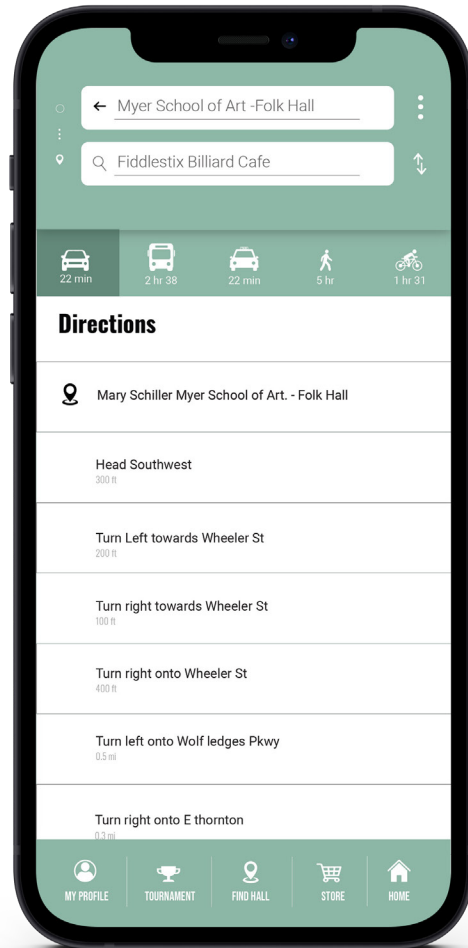 Myer School of Art -Folk Hall
Fiddlestix Billiard Cafe
22 min
2 hr 38
22 min
5 hr
1 hr 31
Directions
Mary Schiller Myer School of Art. - Folk Hall
Head Southwest
300 ft
Turn Left towards Wheeler St
200 ft
Turn right towards Wheeler St
100 ft
Turn right onto Wheeler St
400 ft
Turn left onto Wolf ledges Pkwy
0.5 mi
Turn right onto E thornton
0.3 mi
MY PROFILE
TOURNAMENT
FIND HALL
STORE
HOME